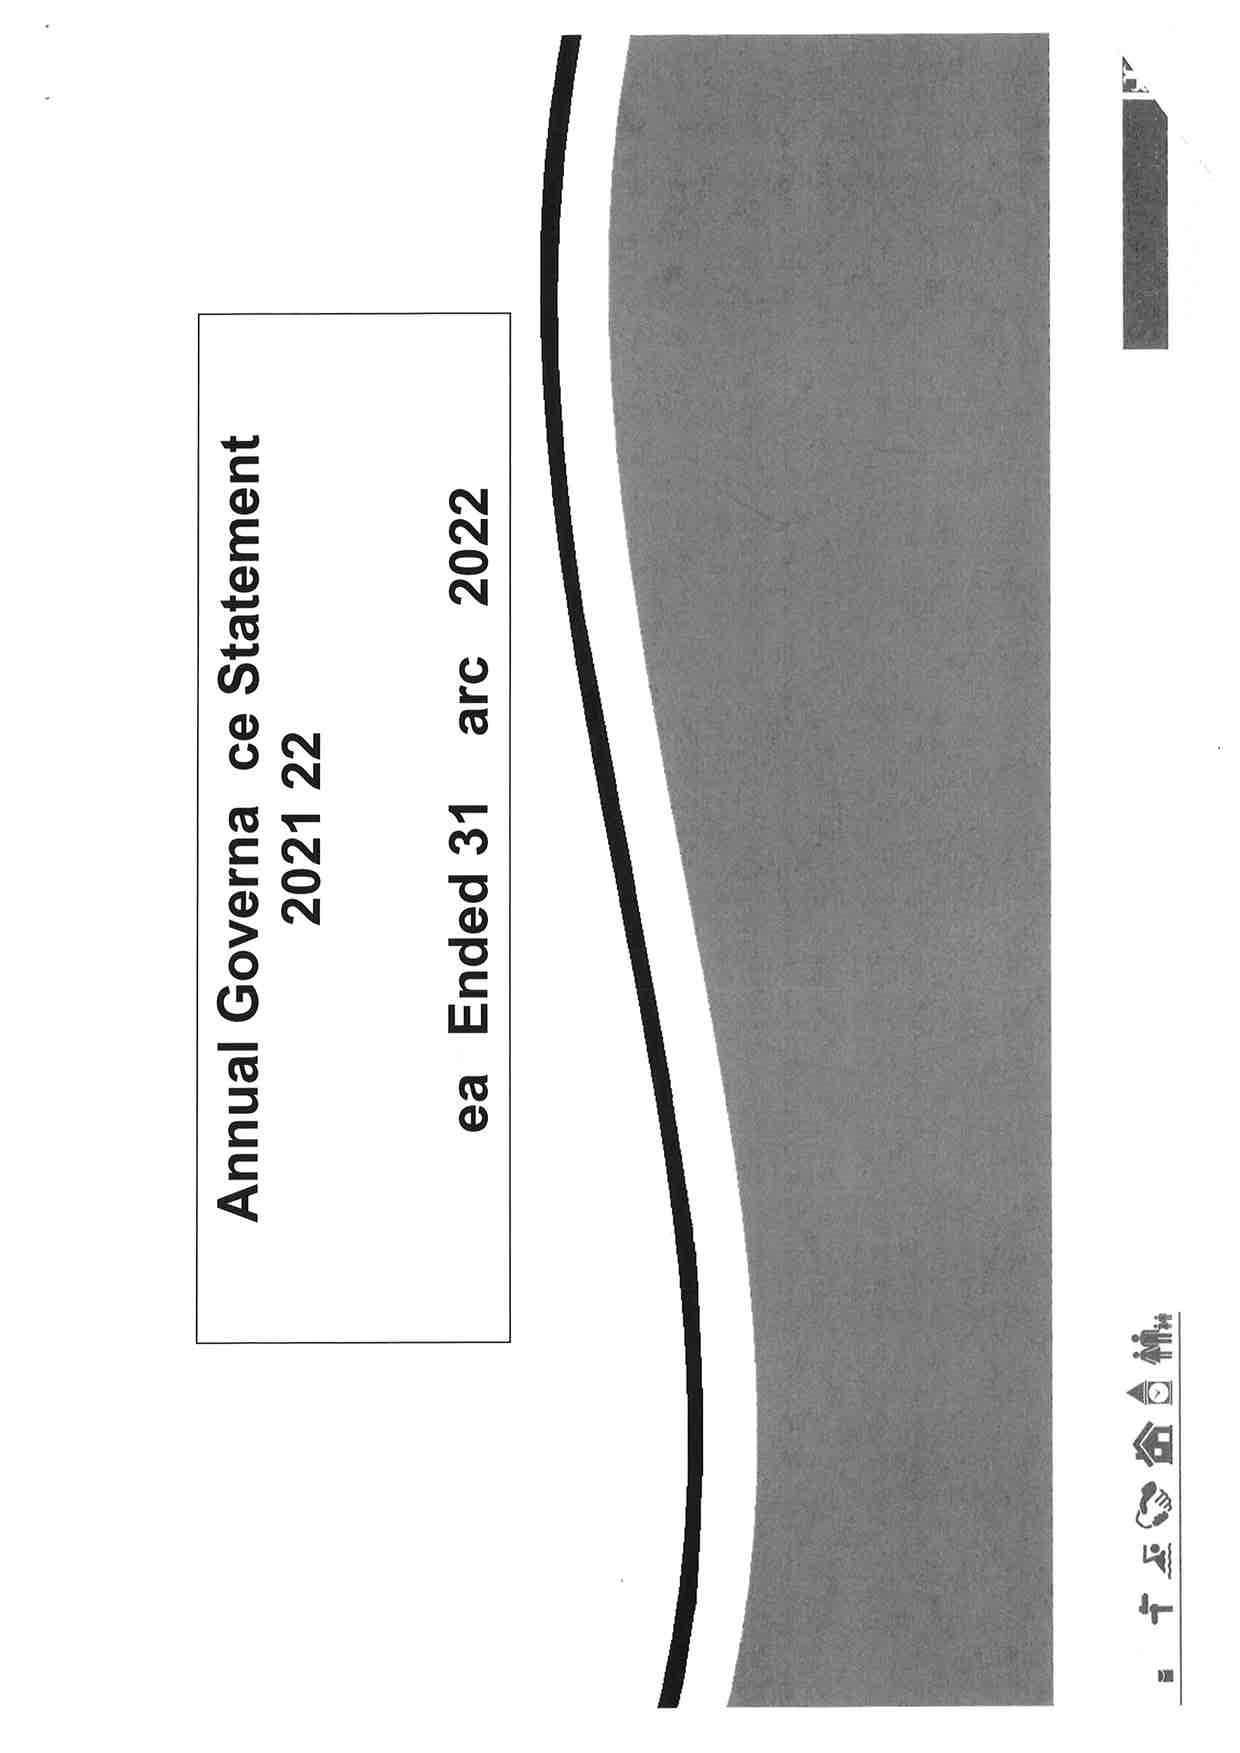 Annual Governa ce Statement
2021 22
ea Ended 31 arc 2022